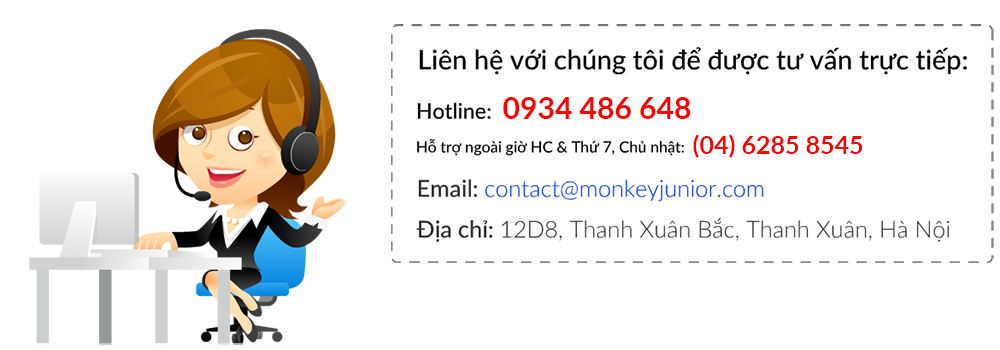 Liên hệ với chúng tôi để được tư vấn trực tiếp:
Hotline: 0934 486 648
Hỗ trợ ngoài giờ HC & Thứ 7, Chủ nhật: (04) 6285 8545
Email: contact@monkeyjunior.com
Địa chỉ: 12D8, Thanh Xuân Bắc, Thanh Xuân, Hà Nội